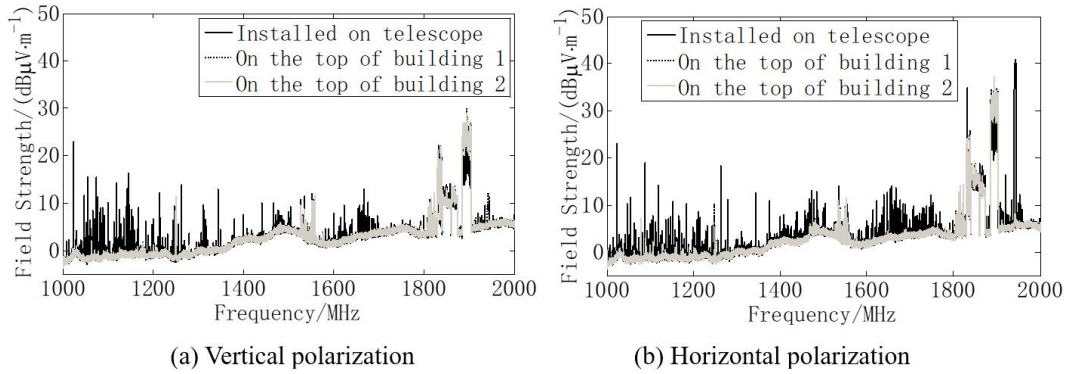 50
40
30
20
10
0
Field Strength/(dBμV·m⁻¹)
Installed on telescope
On the top of building 1
On the top of building 2
1000 1200 1400 1600 1800 2000
Frequency/MHz
(a) Vertical polarization
50
40
30
20
10
0
Field Strength/(dBμV·m⁻¹)
Installed on telescope
On the top of building 1
On the top of building 2
1000 1200 1400 1600 1800 2000
Frequency/MHz
(b) Horizontal polarization